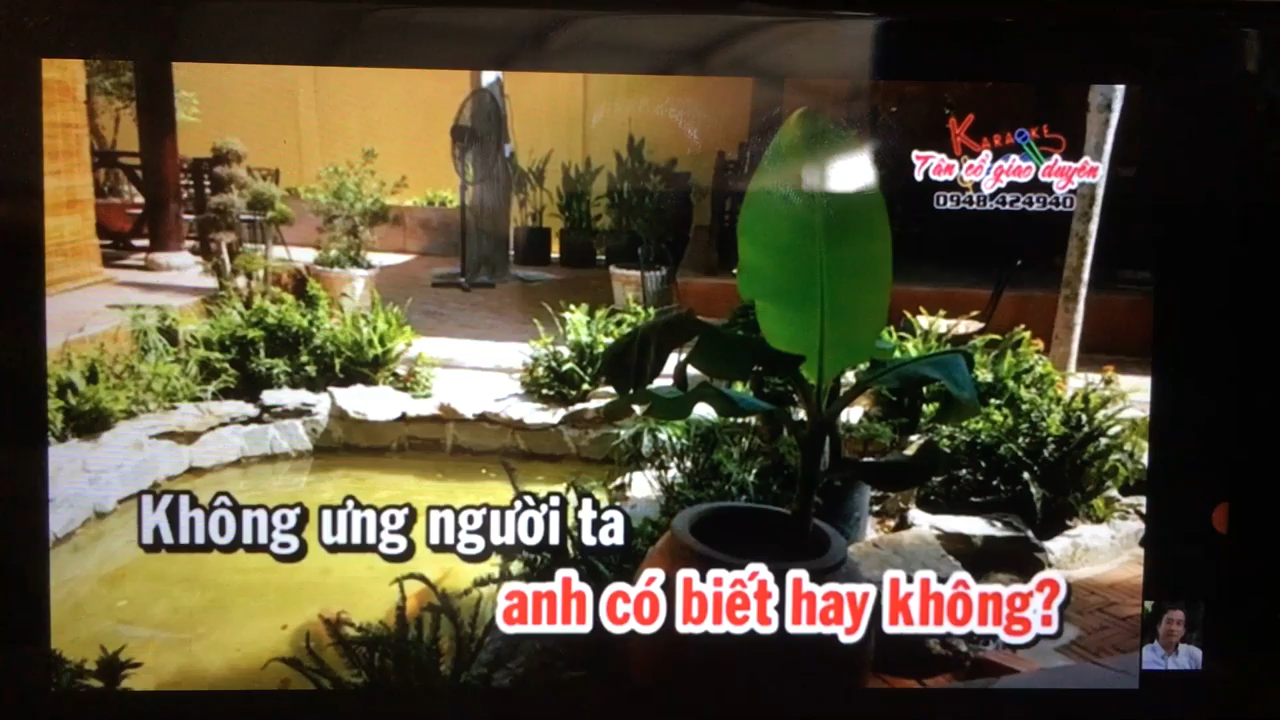 KARAOKE
Tân cổ giao duyên
0948.424940
Không ưng người ta
anh có biết hay không?